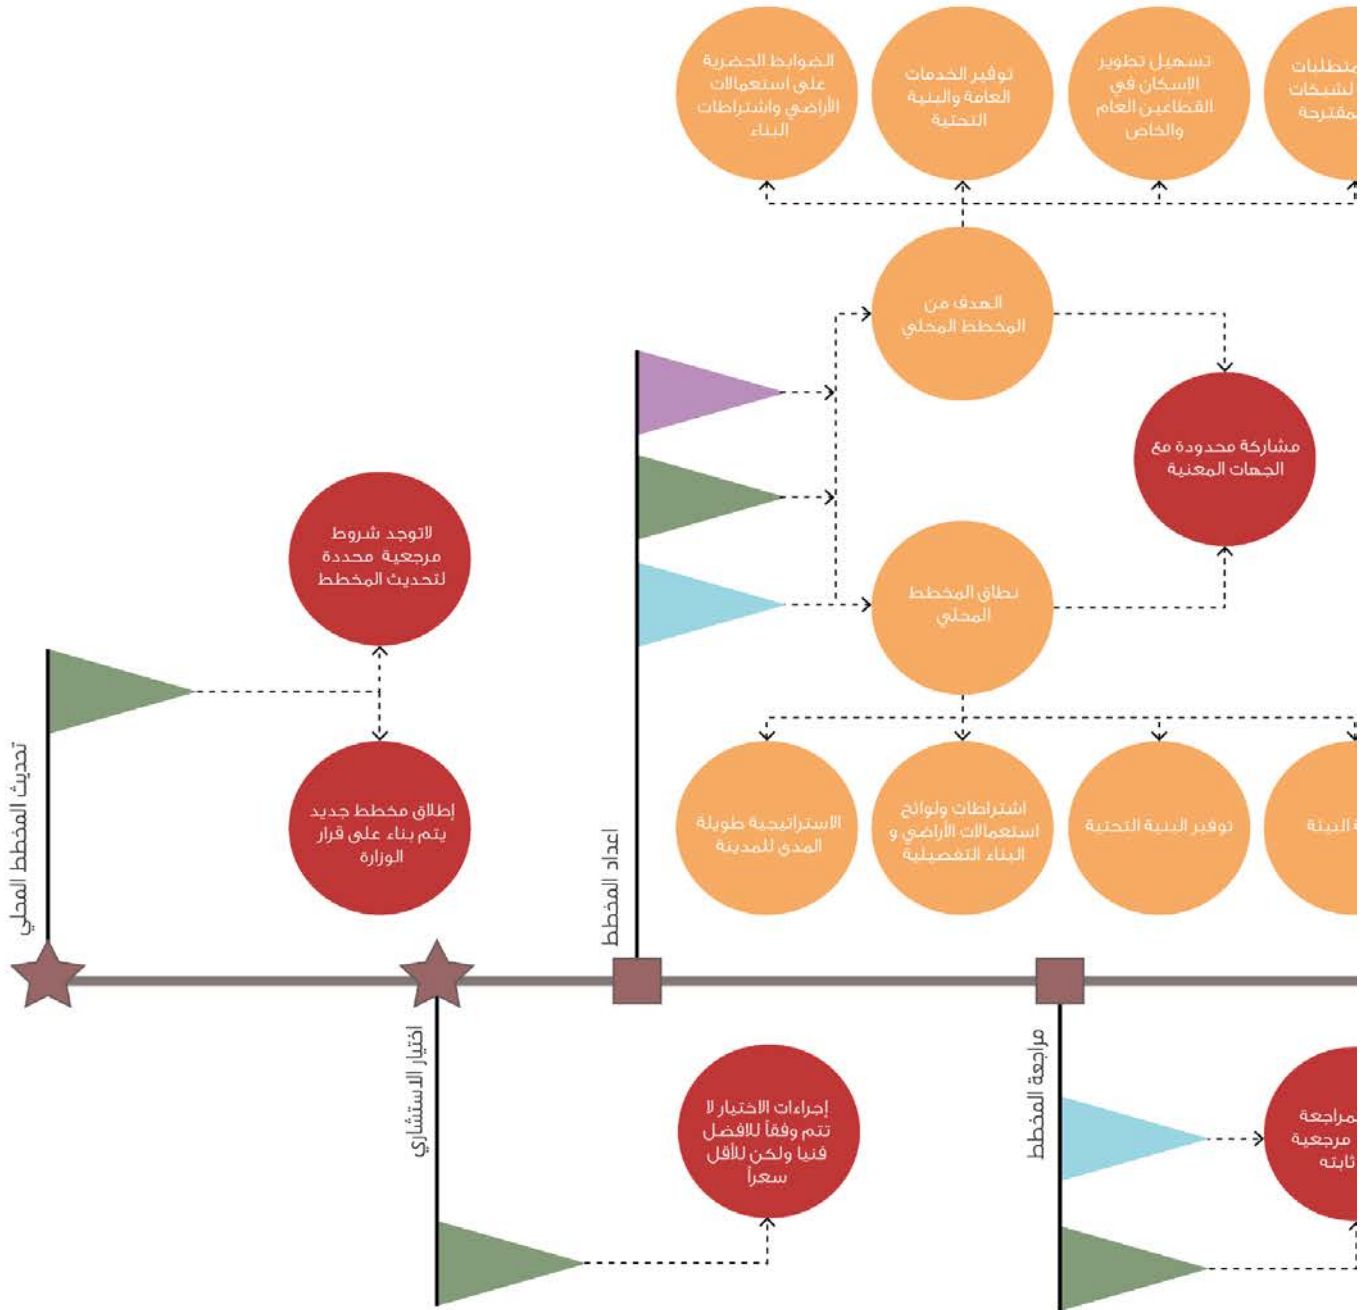 الضوابط الحضرية
على استعمالات
الأراضي واشتراطات
البناء
توفير الخدمات
العامة والبنية
التحتية
تسهيل تطوير
الإسكان في
القطاعين العام
والخاص
متطلبات
لشبكات
الهدف من
المخطط المحلي
مشاركة محدودة مع
الجهات المعنية
نطاق المخطط
المحلي
لاتوجد شروط
مرجعية محددة
لتحديث المخطط
إطلاق مخطط جديد
يتم بناء على قرار
الوزارة
الاستراتيجية طويلة
المدى للمدينة
اشتراطات ولوائح
استعمالات الأراضي و
البناء التفصيلية
توفير البنية التحتية
البيئة
تحديث المخطط المحلي
اعداد المخطط
اختيار الاستشاري
مراجعة المخطط
إجراءات الاختيار لا
تتم وفقاً للافضل
فنيا ولكن للأقل
سعراً
مرجعية
ثابته